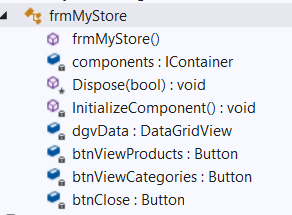 frmMyStore
frmMyStore()
components : IContainer
Dispose(bool) : void
InitializeComponent() : void
dgvData : DataGridView
btnViewProducts : Button
btnViewCategories : Button
btnClose : Button